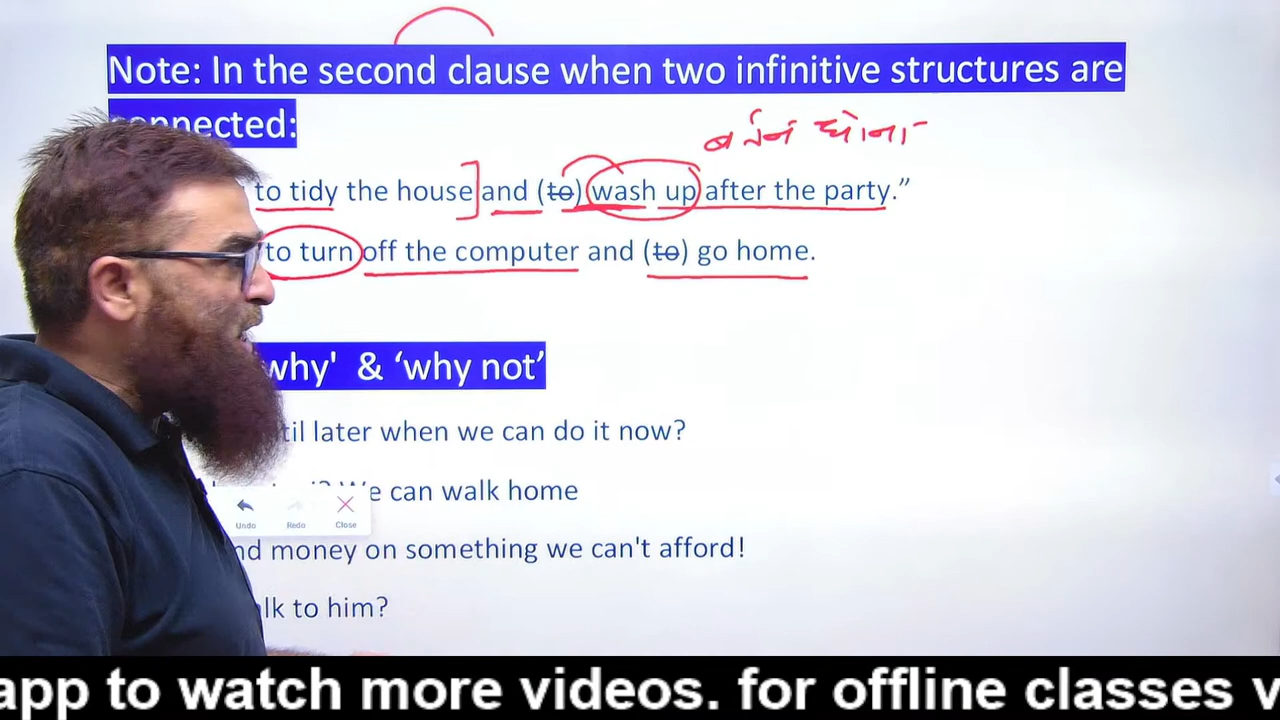 Note: In the second clause when two infinitive structures are
connected:
बर्तन धोना
to tidy the house and (to) wash up after the party.”
to turn off the computer and (to) go home.
why' & ‘why not’
til later when we can do it now?
We can walk home
nd money on something we can't afford!
lk to him?
Undo Redo Close
app to watch more videos. for offline classes v